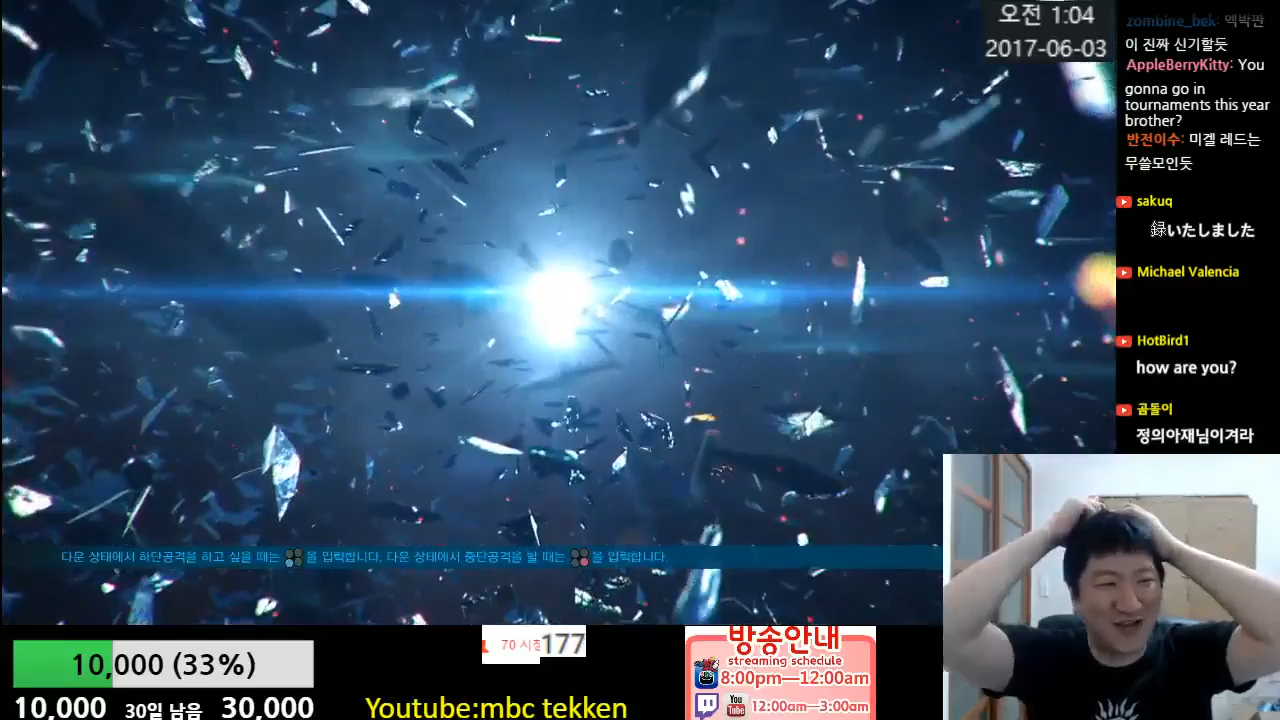 오전 1:04
2017-06-03
zombine_bek: 액박판
이 진짜 신기할듯
AppleBerryKitty: You
gonna go in
tournaments this year
brother?
반전이수: 미겔 레드는
무쓸모인듯
sakuq
録いたしました
Michael Valencia
HotBird1
how are you?
곰돌이
정의아재님이겨라
다운 상태에서 하단공격을 하고 싶을 때는 을 입력합니다. 다운 상태에서 중단공격을 할 때는 을 입력합니다.
10,000 (33%)
10,000 30일 남음 30,000
70 시청
177
Youtube:mbc tekken
방송안내
streaming schedule
8:00pm—12:00am
You Tube 12:00am—3:00am